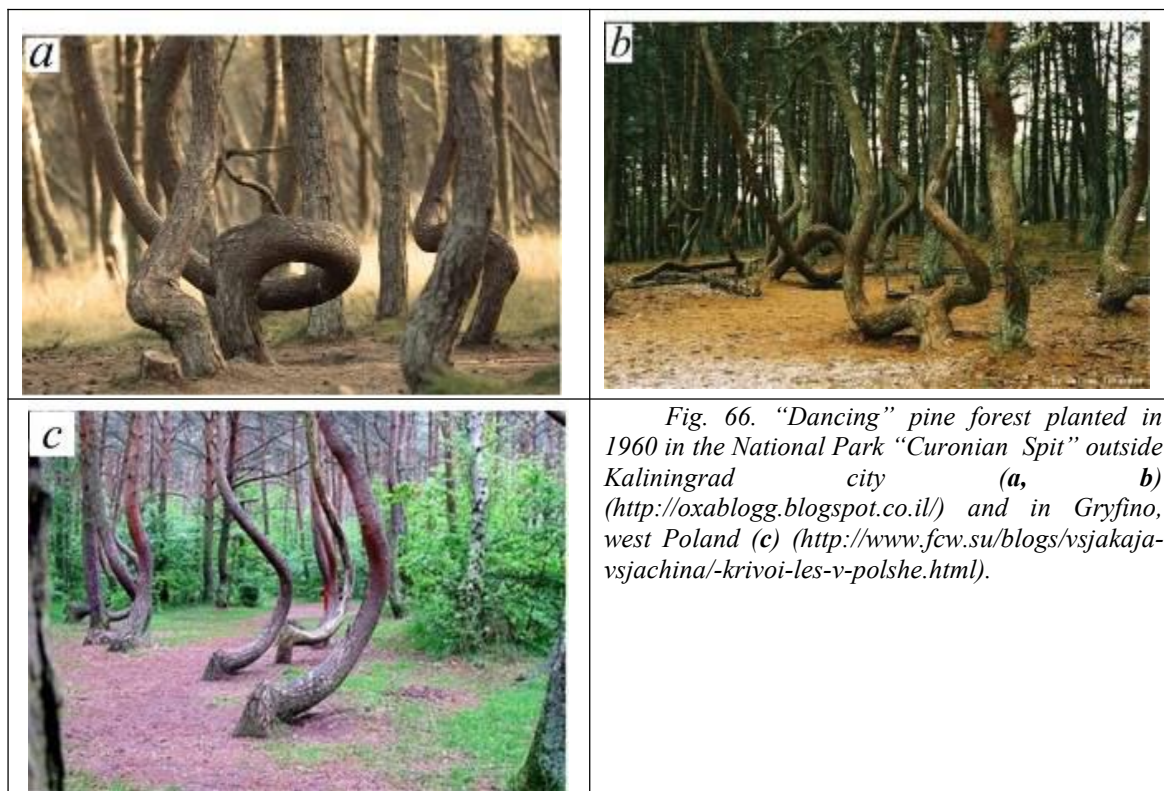 a
b
c
Fig. 66. “Dancing” pine forest planted in
1960 in the National Park “Curonian Spit” outside
Kaliningrad city (a, b)
(http://oxablogg.blogspot.co.il/) and in Gryfino,
west Poland (c) (http://www.fcw.su/blogs/vsjakaja-
vsjachina/-krivoi-les-v-polshe.html).